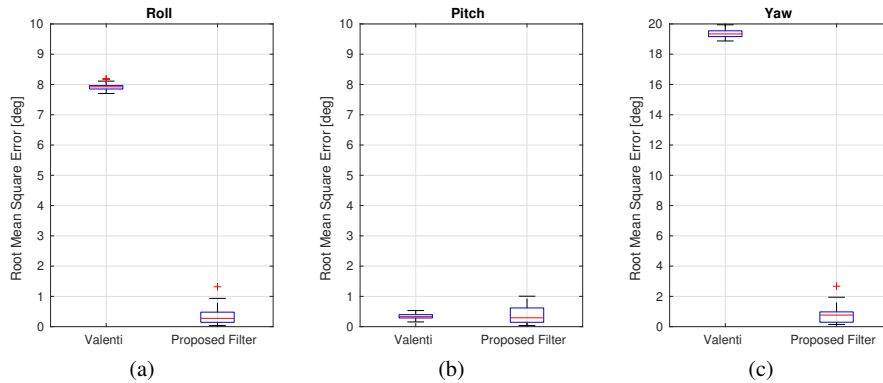 Roll
Root Mean Square Error [deg]
10
9
8
7
6
5
4
3
2
1
0
Valenti
Proposed Filter
(a)
Pitch
Root Mean Square Error [deg]
10
9
8
7
6
5
4
3
2
1
0
Valenti
Proposed Filter
(b)
Yaw
Root Mean Square Error [deg]
20
18
16
14
12
10
8
6
4
2
0
Valenti
Proposed Filter
(c)